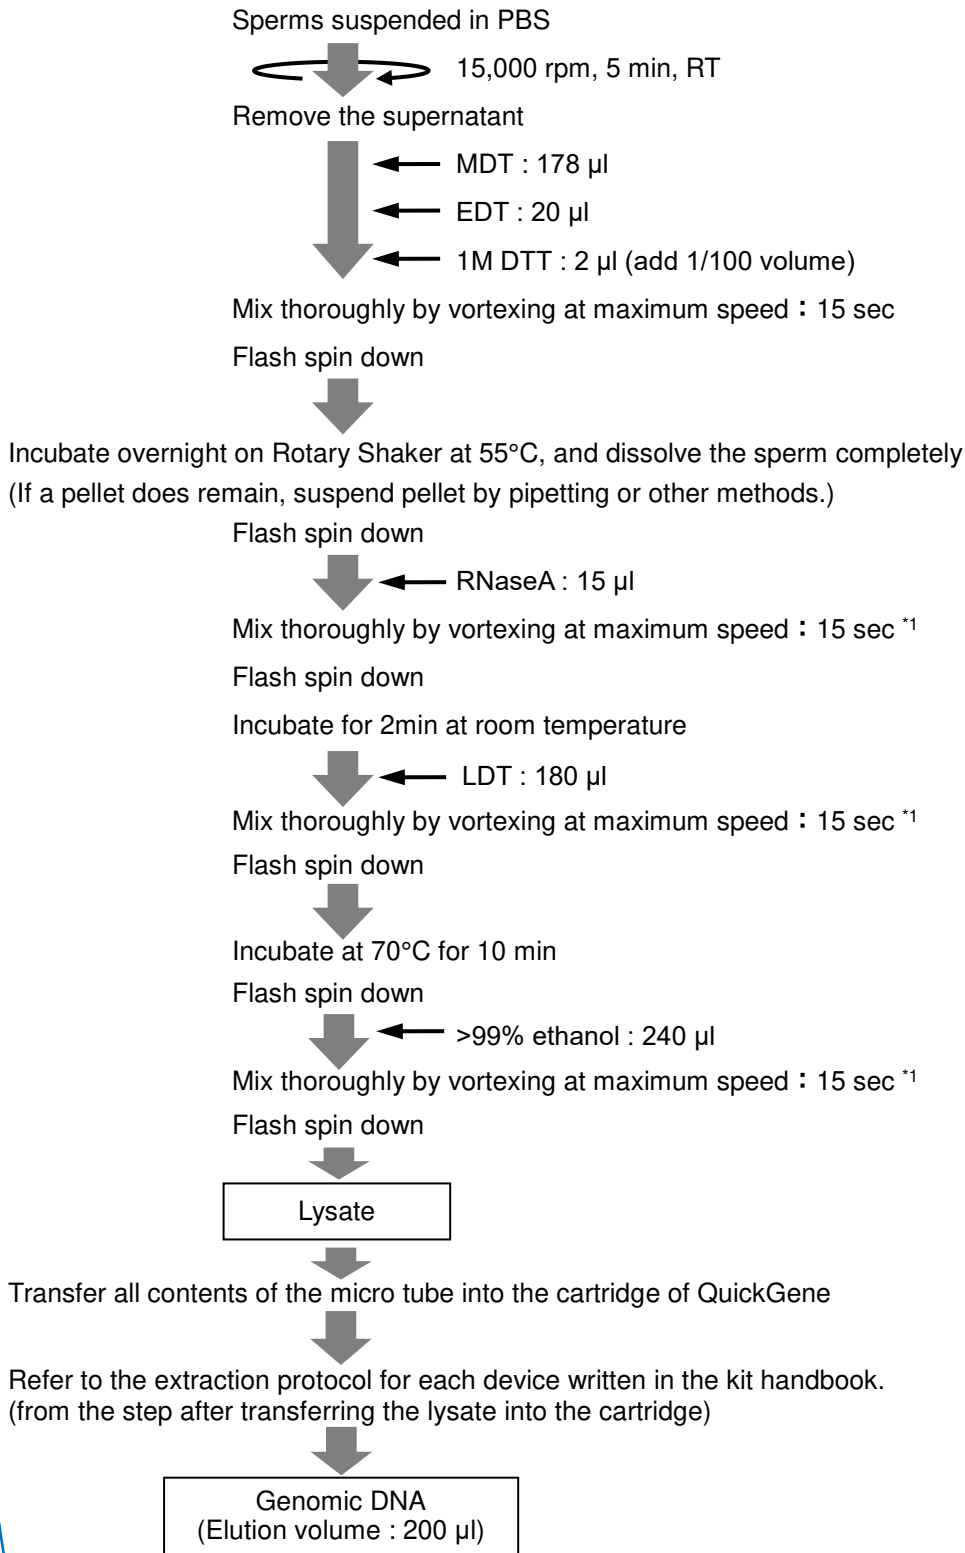 Sperms suspended in PBS
15,000 rpm, 5 min, RT
Remove the supernatant
MDT : 178 µl
EDT : 20 µl
1M DTT : 2 µl (add 1/100 volume)
Mix thoroughly by vortexing at maximum speed：15 sec
Flash spin down
Incubate overnight on Rotary Shaker at 55°C, and dissolve the sperm completely
(If a pellet does remain, suspend pellet by pipetting or other methods.)
Flash spin down
RNaseA : 15 µl
Mix thoroughly by vortexing at maximum speed：15 sec *1
Flash spin down
Incubate for 2min at room temperature
LDT : 180 µl
Mix thoroughly by vortexing at maximum speed：15 sec *1
Flash spin down
Incubate at 70°C for 10 min
Flash spin down
>99% ethanol : 240 µl
Mix thoroughly by vortexing at maximum speed：15 sec *1
Flash spin down
Lysate
Transfer all contents of the micro tube into the cartridge of QuickGene
Refer to the extraction protocol for each device written in the kit handbook.
(from the step after transferring the lysate into the cartridge)
Genomic DNA
(Elution volume : 200 µl)